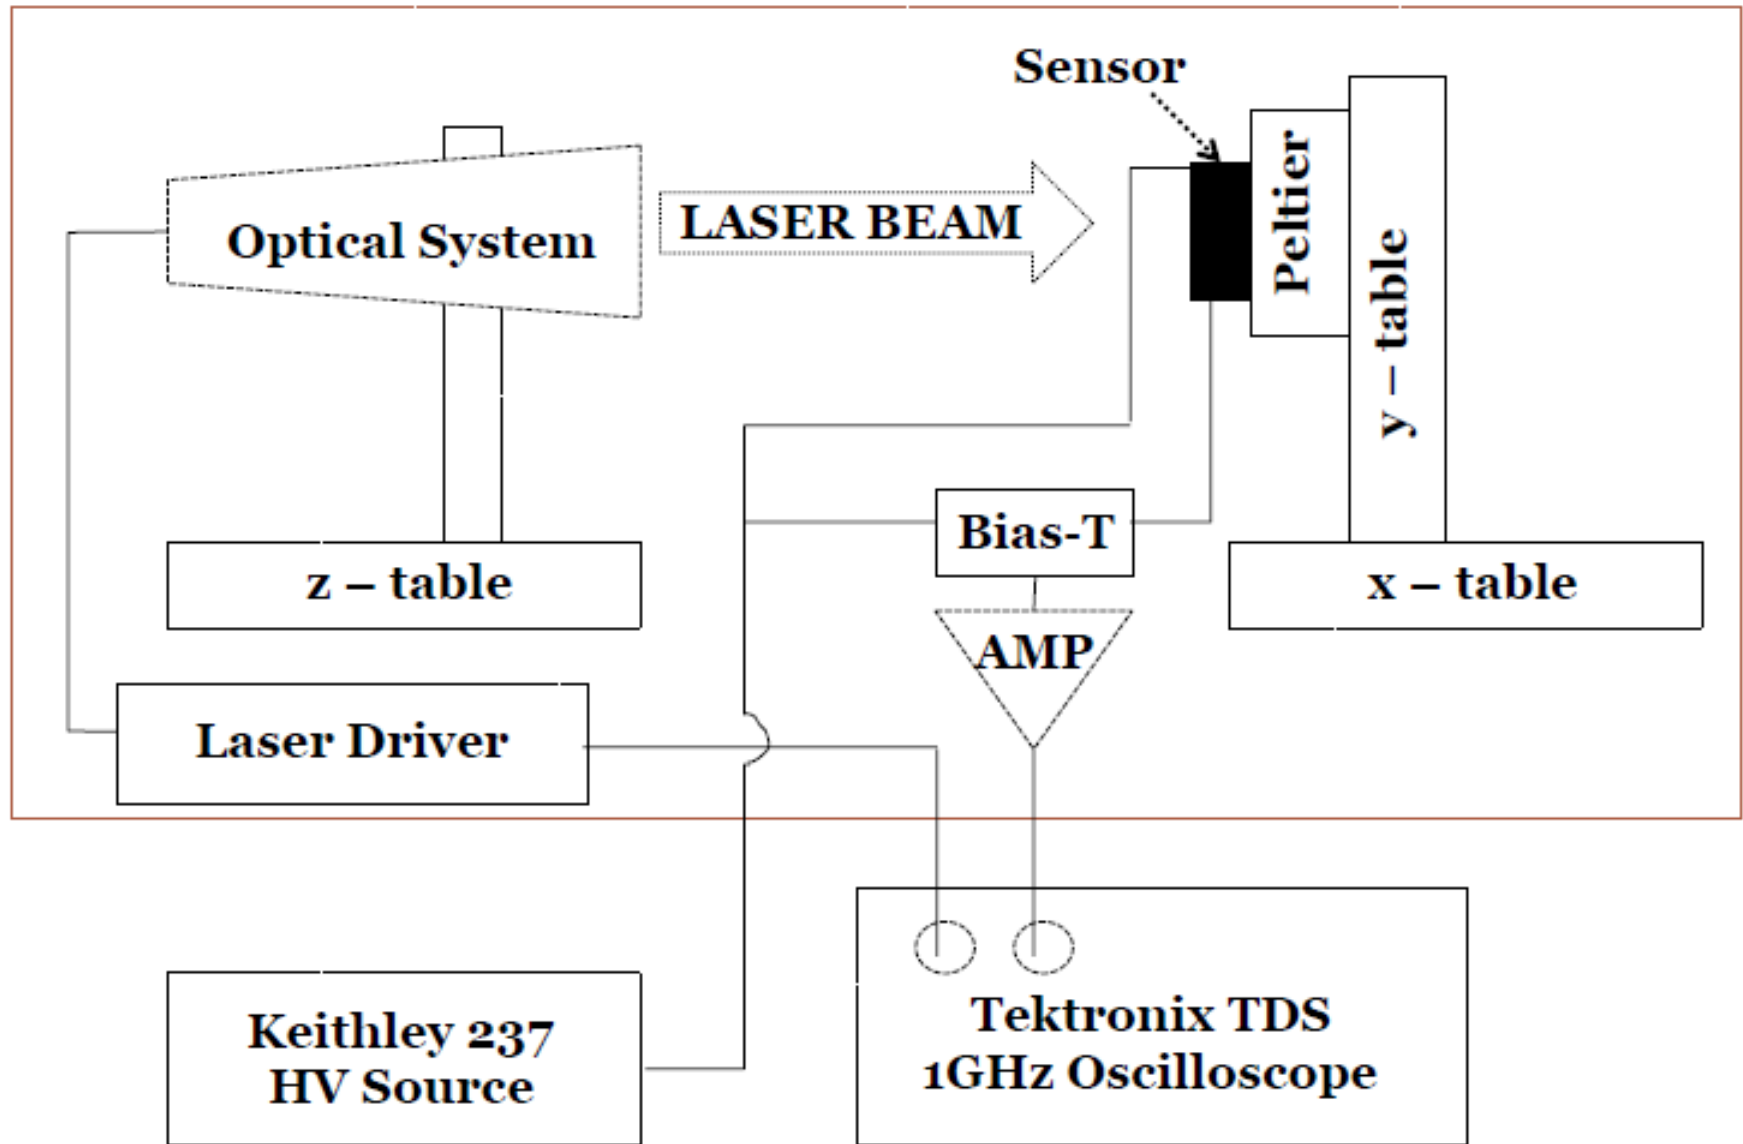 Sensor
Optical System
LASER BEAM
Peltier
y – table
Bias-T
z – table
x – table
AMP
Laser Driver
Keithley 237
HV Source
Tektronix TDS
1GHz Oscilloscope